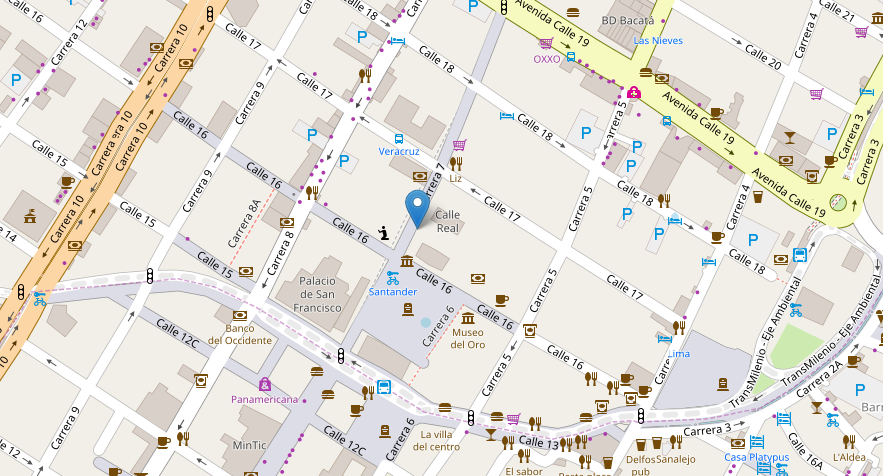 Calle 16
Carrera 12
Calle 17
Calle 18
Avenida Calle 19
BD Bacatá
Las Nieves
Carrera 4
Calle 21
OXXO
Calle 20
Carrera 10
Carrera 10
Carrera 10
Carrera 9
Calle 17
Calle 18
Calle 18
Carrera 5
Avenida Calle 19
Carrera 3
Carrera 3
Calle 16
Calle 15
Veracruz
Liz
Carrera 7
Calle 16
Carrera 9
Calle 15
Carrera 8A
Calle Real
Calle 17
Carrera 5
Calle 18
Carrera 4
Avenida Calle 19
Carrera 10
Calle 16
Carrera 8
Calle 18
Calle 15
Palacio
de San
Francisco
Santander
Calle 16
Calle 17
Carrera 5
TransMilenio - Eje Ambiental
Carrera 6
Calle 16
Museo
del Oro
Banco
del Occidente
Calle 12C
Calle 16
Lima
TransMilenio - Eje Ambiental
Carrera 2A
Carrera 5
Carrera 4
Panamericana
Carrera 9
Carrera 6
Calle 12C
MinTic
La villa
del centro
Calle 13
Carrera 3
Calle 12
El sabor
Delfos
pub
Sanalejo
Casa Platypus
Calle 16A
L'Aldea